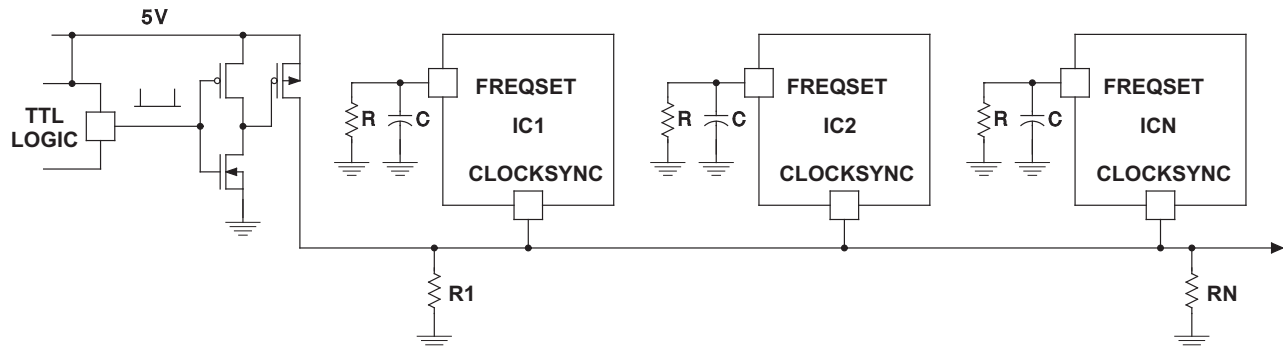 5V
TTL
LOGIC
R
C
FREQSET
IC1
CLOCKSYNC
R
C
FREQSET
IC2
CLOCKSYNC
R
C
FREQSET
ICN
CLOCKSYNC
R1
RN